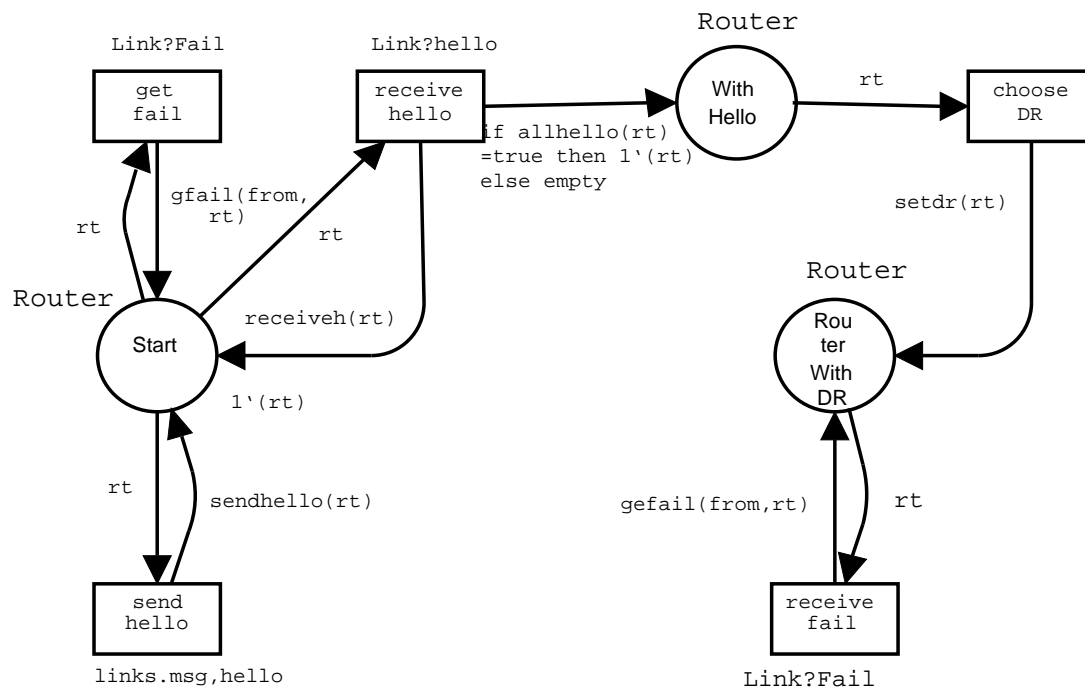 Router
Link?Fail
Link?hello
get
fail
receive
hello
With
Hello
rt
choose
DR
if allhello(rt)
=true then 1‘(rt)
else empty
gfail(from,
rt)
rt
rt
setdr(rt)
Router
Router
receiveh(rt)
Start
Rou
ter
With
DR
1‘(rt)
rt
sendhello(rt)
gefail(from,rt)
rt
send
hello
receive
fail
links.msg,hello
Link?Fail